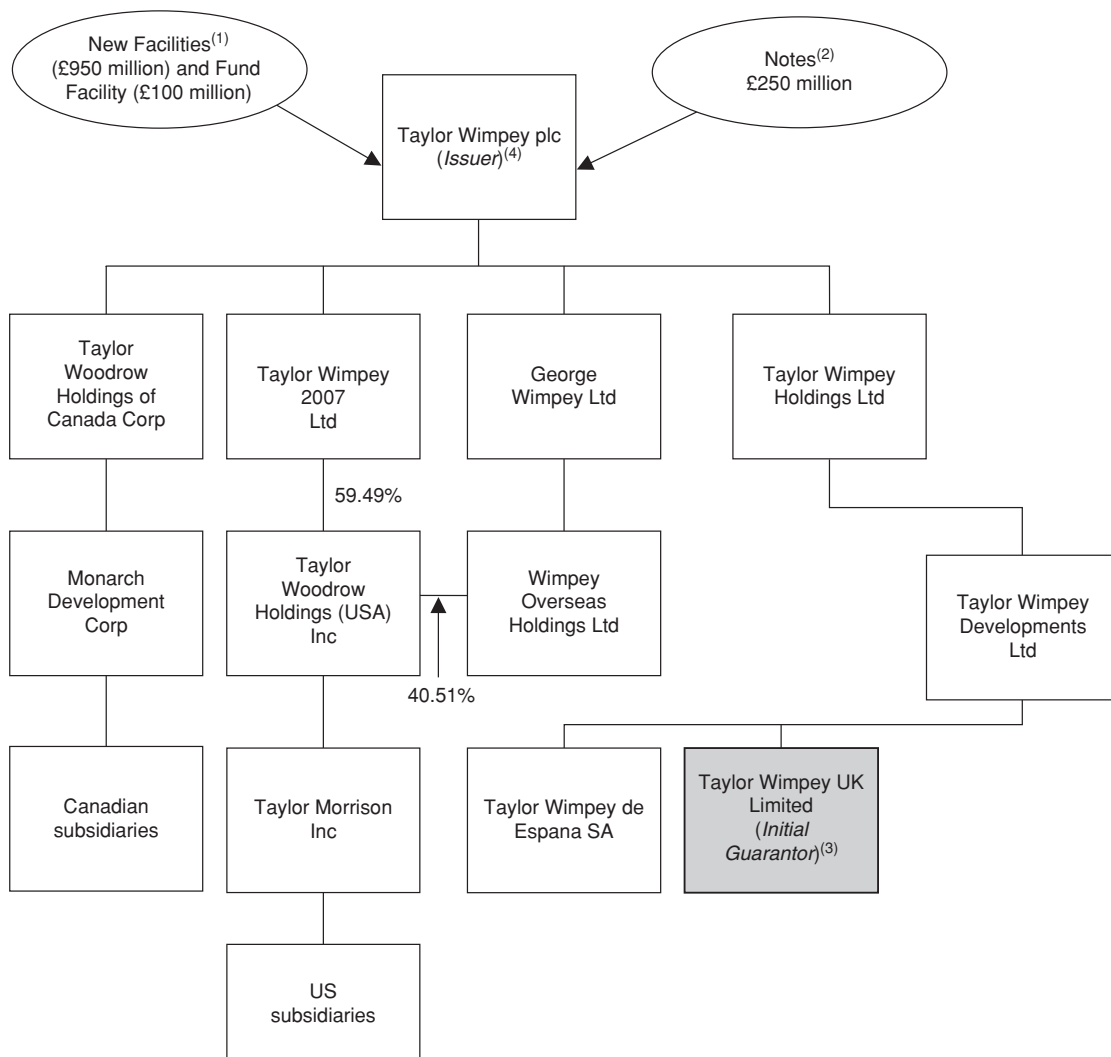 New Facilities(1)
(£950 million) and Fund
Facility (£100 million)
Notes(2)
£250 million
Taylor Wimpey plc
(Issuer)(4)
Taylor
Woodrow
Holdings of
Canada Corp
Taylor Wimpey
2007
Ltd
George
Wimpey Ltd
Taylor Wimpey
Holdings Ltd
59.49%
Monarch
Development
Corp
Taylor
Woodrow
Holdings (USA)
Inc
Wimpey
Overseas
Holdings Ltd
Taylor Wimpey
Developments
Ltd
40.51%
Canadian
subsidiaries
Taylor Morrison
Inc
Taylor Wimpey de
Espana SA
Taylor Wimpey UK
Limited
(Initial
Guarantor)(3)
US
subsidiaries